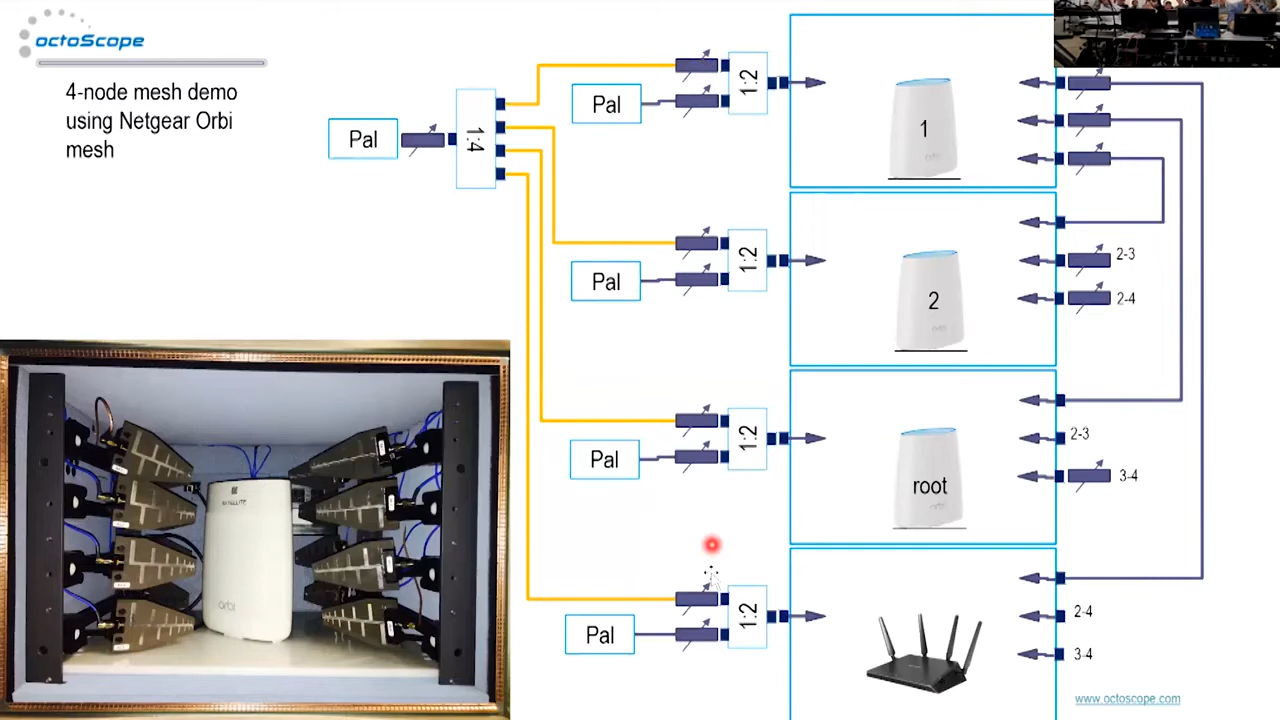 octoScope
4-node mesh demo
using Netgear Orbi
mesh
Pal
1:4
Pal
1:2
1
Pal
1:2
2
2-3
2-4
Pal
1:2
root
2-3
3-4
Pal
1:2
2-4
3-4
www.octoscope.com
SATELLITE
orbi